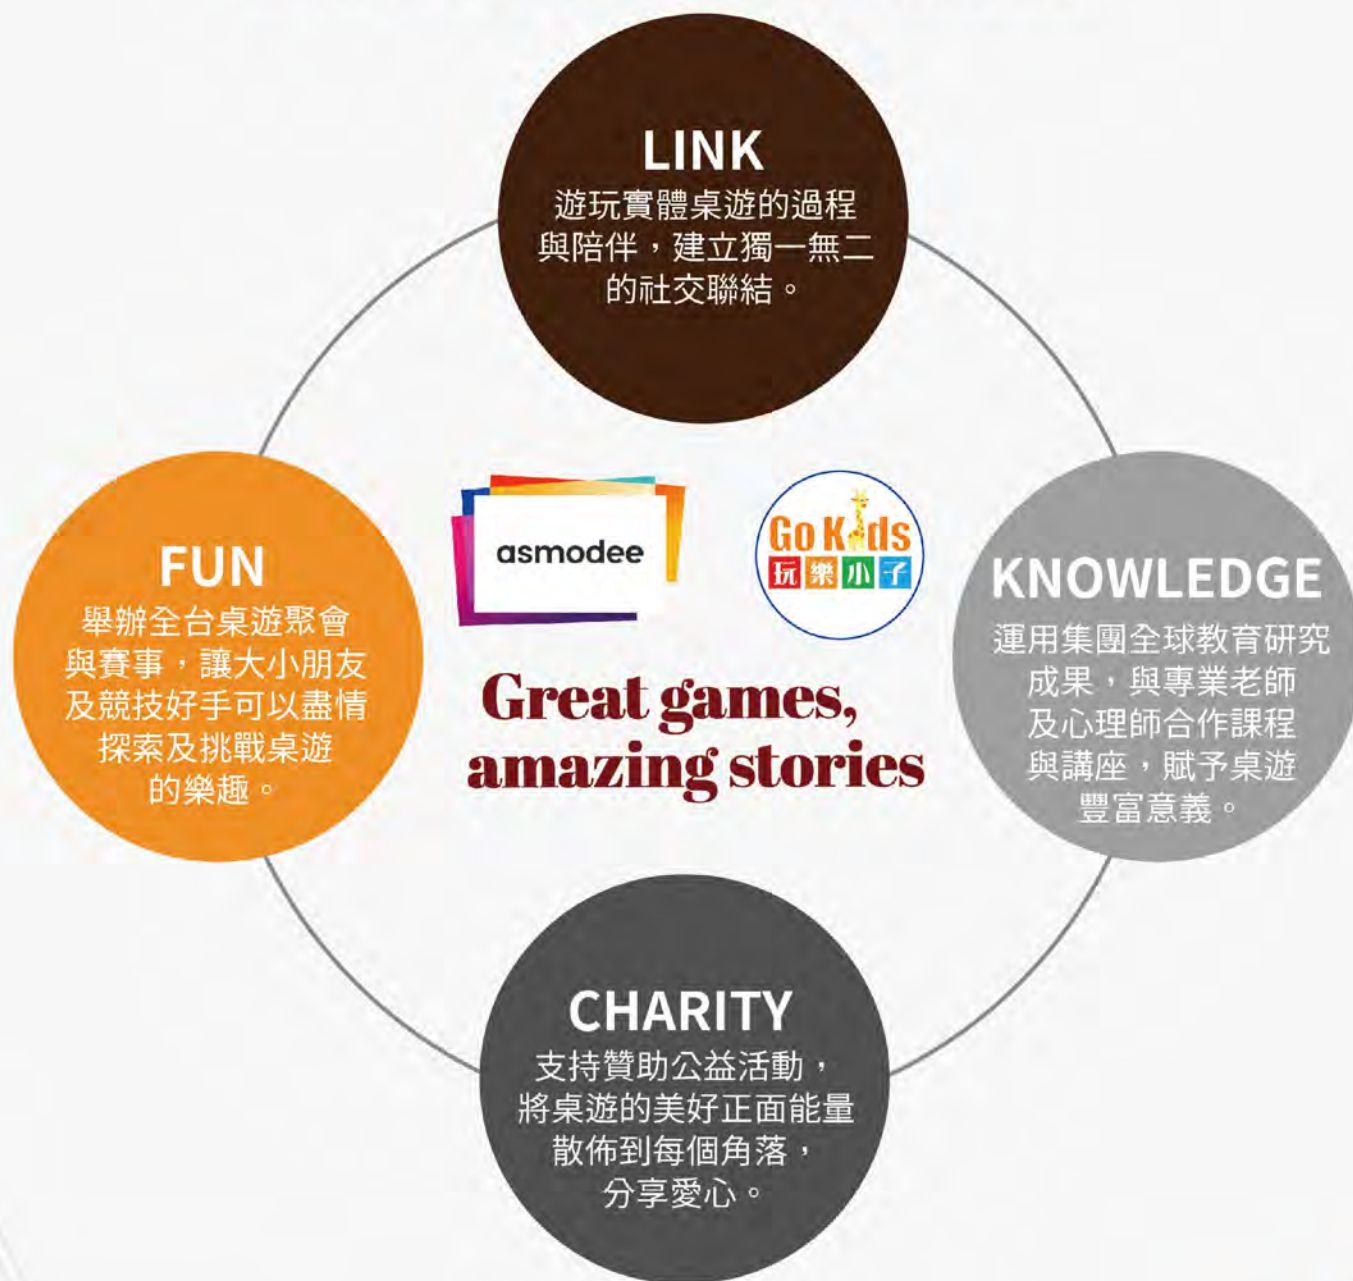 LINK
遊玩實體桌遊的過程
與陪伴，建立獨一無二
的社交聯結。
asmodee
Go Kids
玩樂小子
Great games,
amazing stories
FUN
舉辦全台桌遊聚會
與賽事，讓大小朋友
及競技好手可以盡情
探索及挑戰桌遊
的樂趣。
KNOWLEDGE
運用集團全球教育研究
成果，與專業老師
及心理師合作課程
與講座，賦予桌遊
豐富意義。
CHARITY
支持贊助公益活動，
將桌遊的美好正面能量
散佈到每個角落，
分享愛心。